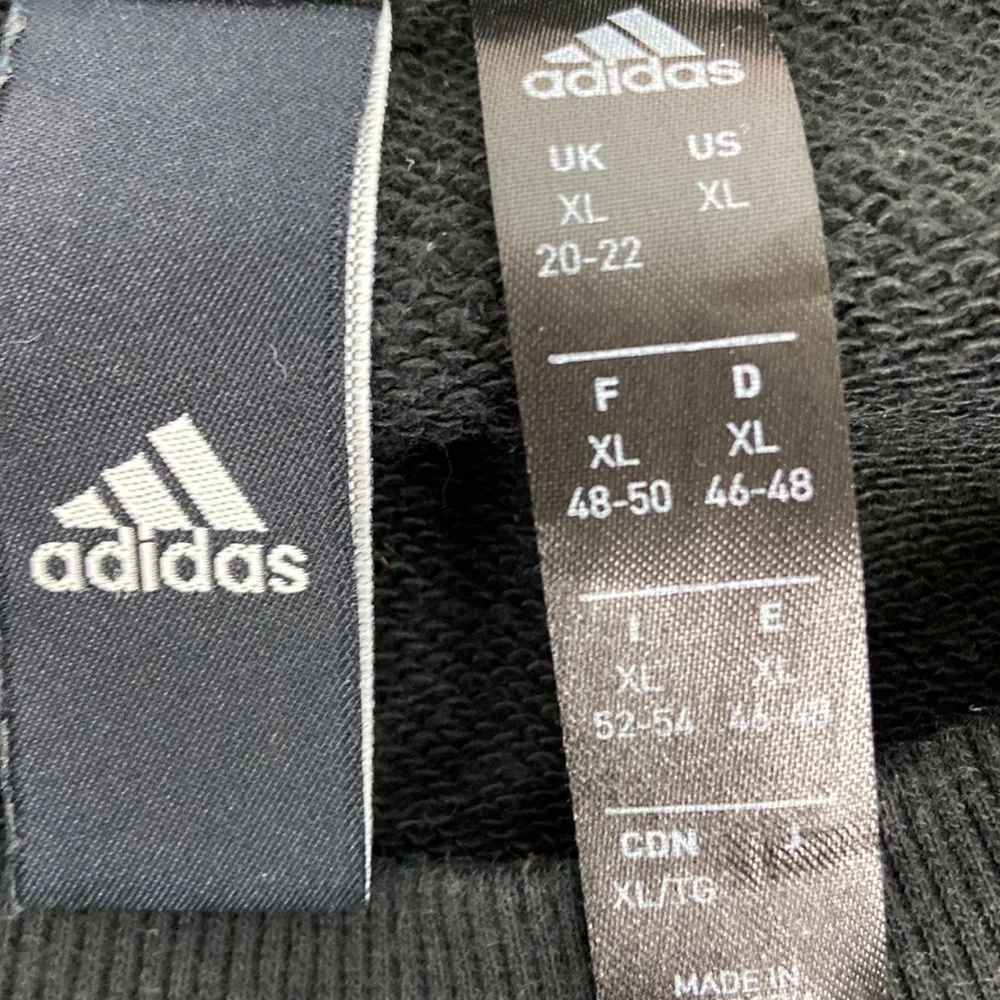 adidas
adidas
UK US
XL XL
20-22
F D
XL XL
48-50 46-48
I E
XL XL
52-54 46-48
CDN J
XL/TG
MADE IN